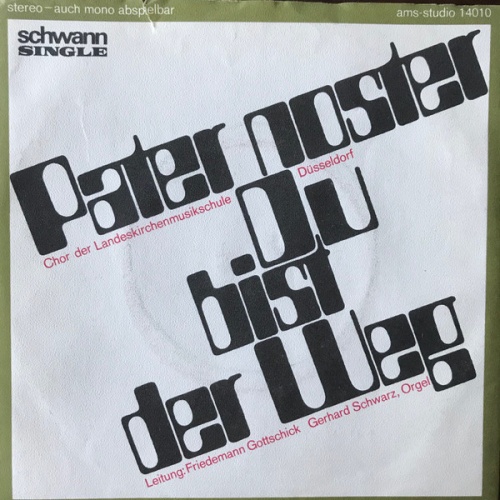 stereo – auch mono abspielbar
ams-studio 14010
schwann
SINGLE
Pater noster
Chor der Landeskirchenmusikschule Düsseldorf
Du
bist
der Weg
Leitung: Friedemann Gottschick Gerhard Schwarz, Orgel